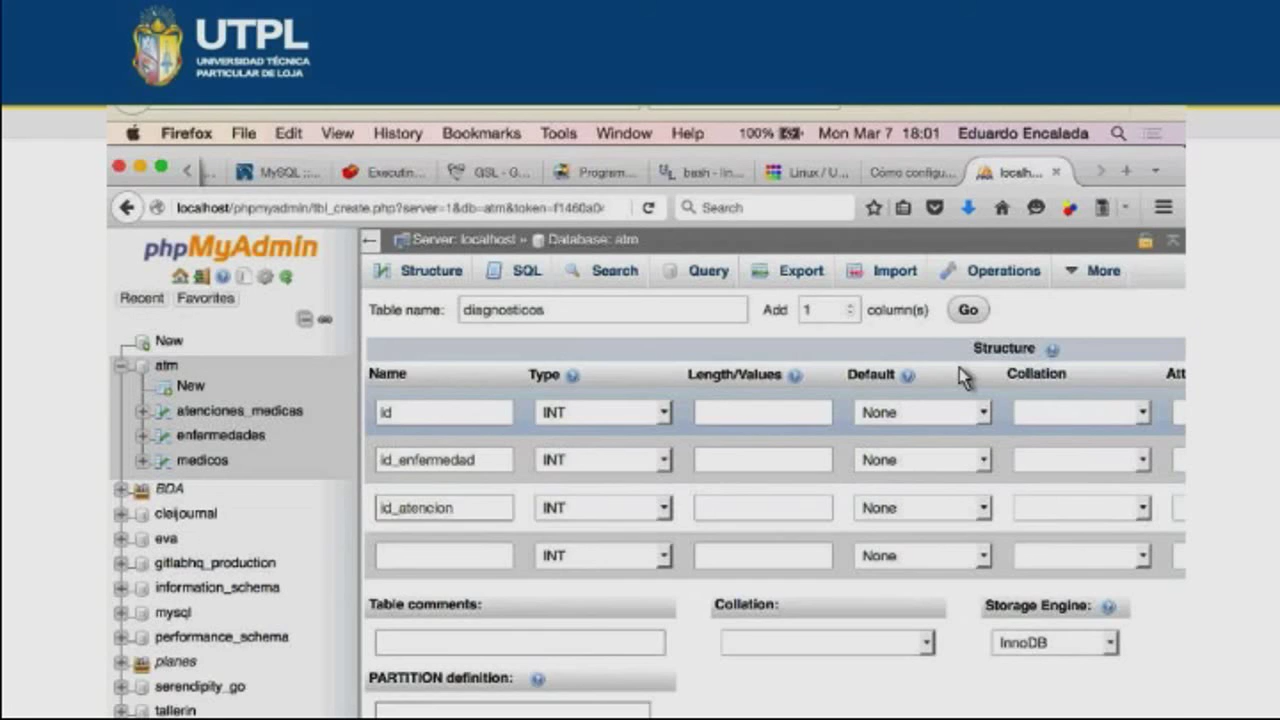 UTPL
UNIVERSIDAD TÉCNICA
PARTICULAR DE LOJA
Firefox File Edit View History Bookmarks Tools Window Help 100% Mon Mar 7 18:01 Eduardo Encalada
MySQL ::... Executin... GSL - G... Program... bash - lin... Linux / U... Cómo configu... localh...
localhost/phpmyadmin/tbl_create.php?server=1&db=atm&token=f1460a0 Search
phpMyAdmin
Server: localhost » Database: atm
Structure SQL Search Query Export Import Operations More
Recent Favorites
Table name: diagnosticos Add 1 column(s) Go
New
Structure
atm
Name Type Length/Values Default Collation Att
New
atenciones_medicas
id INT None
enfermedades
medicos
id_enfermedad INT None
BDA
cleijournal
id_atencion INT None
eva
INT None
gitlabhq_production
information_schema
Table comments: Collation: Storage Engine:
mysql
performance_schema
InnoDB
planes
PARTITION definition:
serendipity_go
tallerin